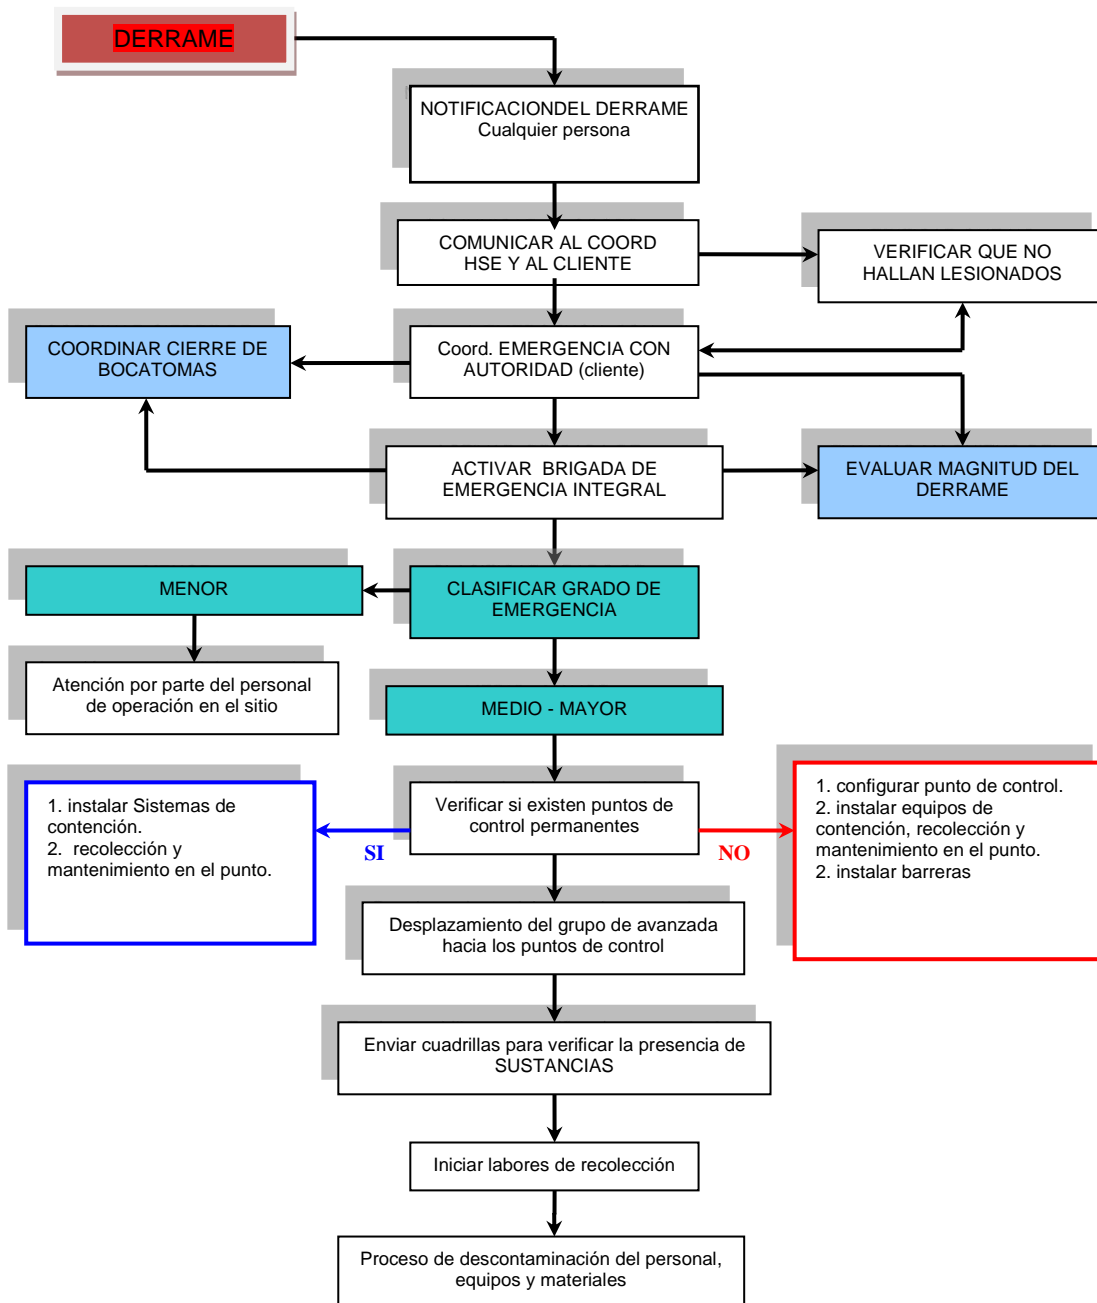 DERRAME
NOTIFICACIONDEL DERRAME
Cualquier persona
COMUNICAR AL COORD
HSE Y AL CLIENTE
VERIFICAR QUE NO
HALLAN LESIONADOS
COORDINAR CIERRE DE
BOCATOMAS
Coord. EMERGENCIA CON
AUTORIDAD (cliente)
ACTIVAR BRIGADA DE
EMERGENCIA INTEGRAL
EVALUAR MAGNITUD DEL
DERRAME
MENOR
CLASIFICAR GRADO DE
EMERGENCIA
Atención por parte del personal
de operación en el sitio
MEDIO - MAYOR
1. instalar Sistemas de
contención.
2. recolección y
mantenimiento en el punto.
SI
Verificar si existen puntos de
control permanentes
NO
1. configurar punto de control.
2. instalar equipos de
contención, recolección y
mantenimiento en el punto.
2. instalar barreras
Desplazamiento del grupo de avanzada
hacia los puntos de control
Enviar cuadrillas para verificar la presencia de
SUSTANCIAS
Iniciar labores de recolección
Proceso de descontaminación del personal,
equipos y materiales